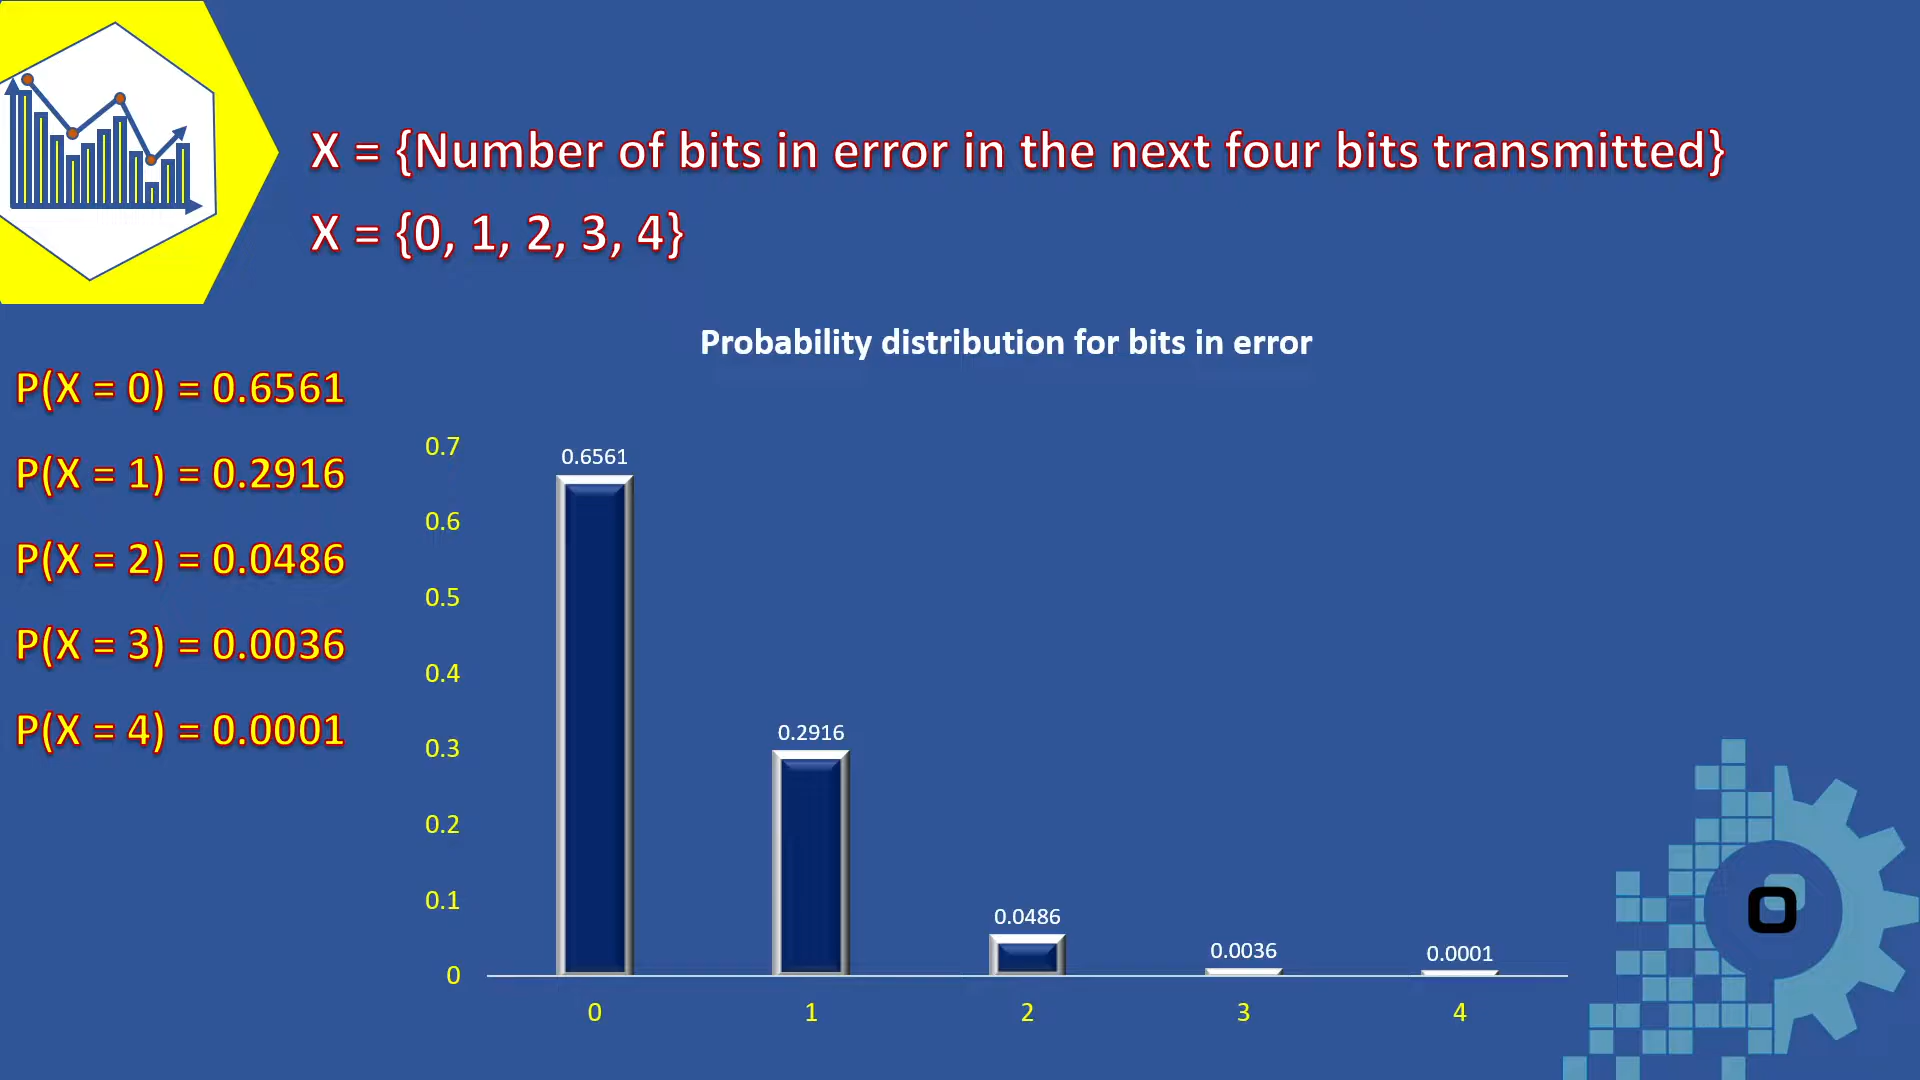 X = {Number of bits in error in the next four bits transmitted}
X = {0, 1, 2, 3, 4}
Probability distribution for bits in error
P(X = 0) = 0.6561
P(X = 1) = 0.2916
P(X = 2) = 0.0486
P(X = 3) = 0.0036
P(X = 4) = 0.0001
0.7
0.6
0.5
0.4
0.3
0.2
0.1
0
0.6561
0.2916
0.0486
0.0036
0.0001
0 1 2 3 4